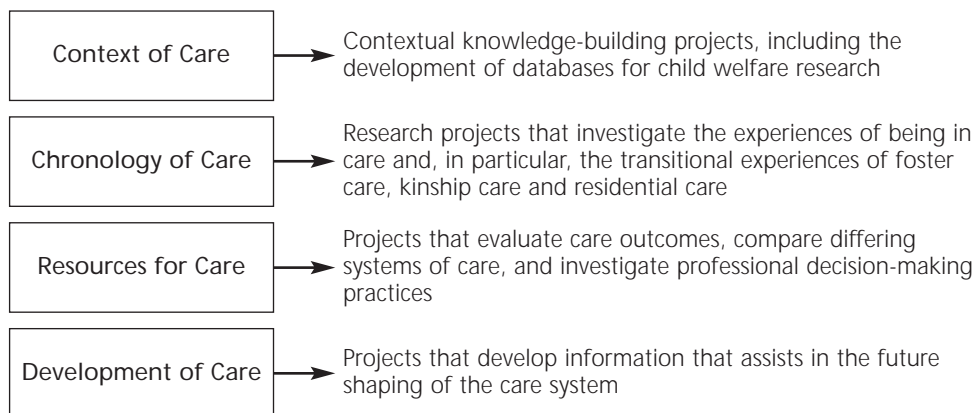 Context of Care
Contextual knowledge-building projects, including the
development of databases for child welfare research
Chronology of Care
Research projects that investigate the experiences of being in
care and, in particular, the transitional experiences of foster
care, kinship care and residential care
Resources for Care
Projects that evaluate care outcomes, compare differing
systems of care, and investigate professional decision-making
practices
Development of Care
Projects that develop information that assists in the future
shaping of the care system